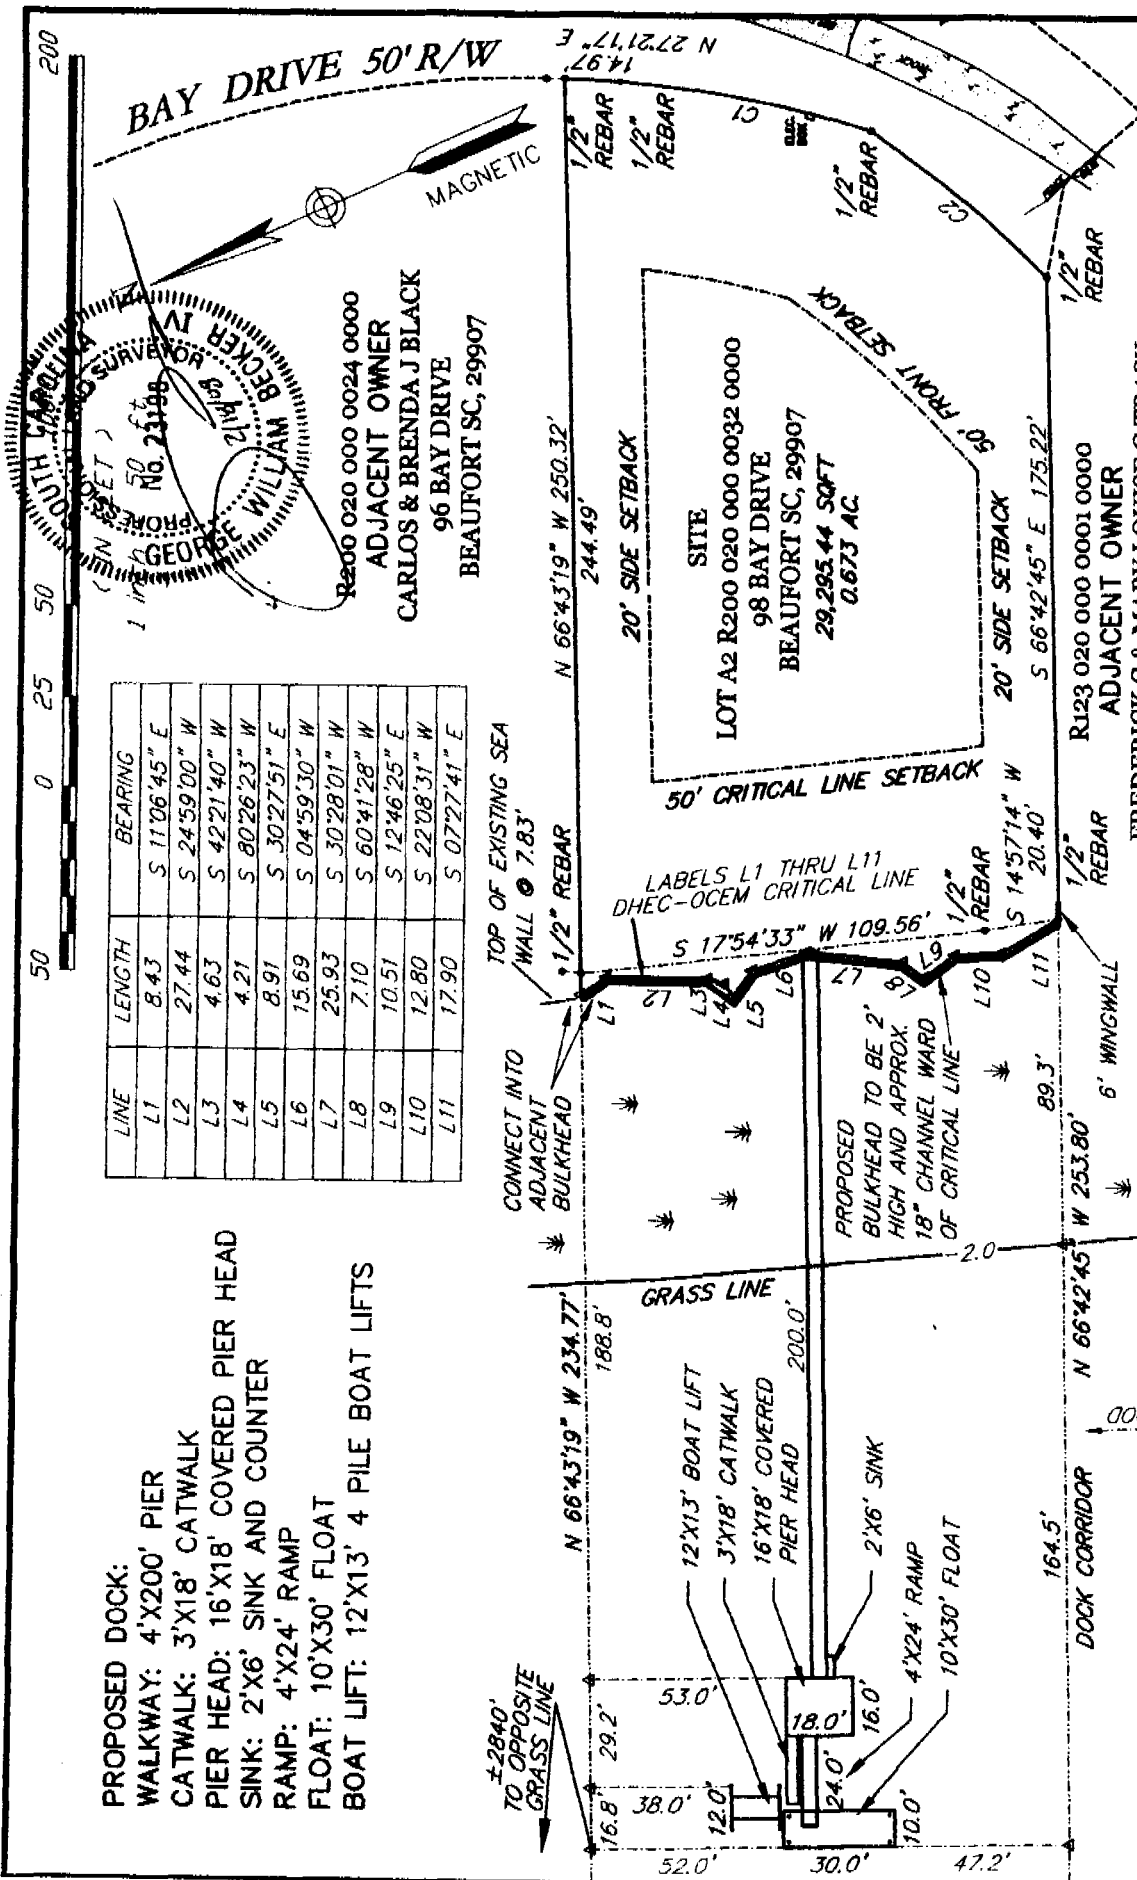 PROPOSED DOCK:
WALKWAY: 4'X200' PIER
CATWALK: 3'X18' CATWALK
PIER HEAD: 16'X18' COVERED PIER HEAD
SINK: 2'X6' SINK AND COUNTER
RAMP: 4'X24' RAMP
FLOAT: 10'X30' FLOAT
BOAT LIFT: 12'X13' 4 PILE BOAT LIFTS
50 0 25 50 200
1 inch 50 ft
LINE LENGTH BEARING
L1 8.43 S 11°06'45" E
L2 27.44 S 24°59'00" W
L3 4.63 S 42°21'40" W
L4 4.21 S 80°26'23" W
L5 8.91 S 30°27'51" E
L6 15.69 S 04°59'30" W
L7 25.93 S 30°28'01" W
L8 7.10 S 60°41'28" W
L9 10.51 S 12°46'25" E
L10 12.80 S 22°08'31" W
L11 17.90 S 07°27'41" E
SOUTH CAROLINA
PROFESSIONAL LAND SURVEYOR
No. 23198
GEORGE WILLIAM BECKER IV
BAY DRIVE 50' R/W
MAGNETIC
R200 020 000 0024 0000
ADJACENT OWNER
CARLOS & BRENDA J BLACK
96 BAY DRIVE
BEAUFORT SC, 29907
TOP OF EXISTING SEA
WALL @ 7.83'
1/2" REBAR
CONNECT INTO
ADJACENT
BULKHEAD
N 66°43'19" W 250.32'
244.49'
1/2"
REBAR
1/2"
REBAR
14.97'
N 27°21'17" E
C1
ELEC.
BOX
1/2"
REBAR
C2
1/2"
REBAR
20' SIDE SETBACK
50' FRONT SETBACK
SITE
LOT A2 R200 020 000 0032 0000
98 BAY DRIVE
BEAUFORT SC, 29907
29,295.44 SQFT
0.673 AC.
50' CRITICAL LINE SETBACK
20' SIDE SETBACK
S 66°42'45" E 175.22'
LABELS L1 THRU L11
DHEC-OCEM CRITICAL LINE
S 17°54'33" W 109.56'
1/2"
REBAR
S 14°57'14" W
20.40'
1/2"
REBAR
L1
L2
L3
L4
L5
L6
L7
L8
L9
L10
L11
6' WINGWALL
R123 020 000 0001 0000
ADJACENT OWNER
PROPOSED
BULKHEAD TO BE 2'
HIGH AND APPROX.
18" CHANNEL WARD
OF CRITICAL LINE
89.3'
N 66°42'45" W 253.80'
2.0
GRASS LINE
N 66°43'19" W 234.77'
188.8'
200.0'
12'X13' BOAT LIFT
3'X18' CATWALK
16'X18' COVERED
PIER HEAD
2'X6' SINK
4'X24' RAMP
10'X30' FLOAT
164.5'
DOCK CORRIDOR
±2840'
TO OPPOSITE
GRASS LINE
16.8'
29.2'
53.0'
38.0'
12.0'
18.0'
16.0'
24.0'
10.0'
52.0'
30.0'
47.2'